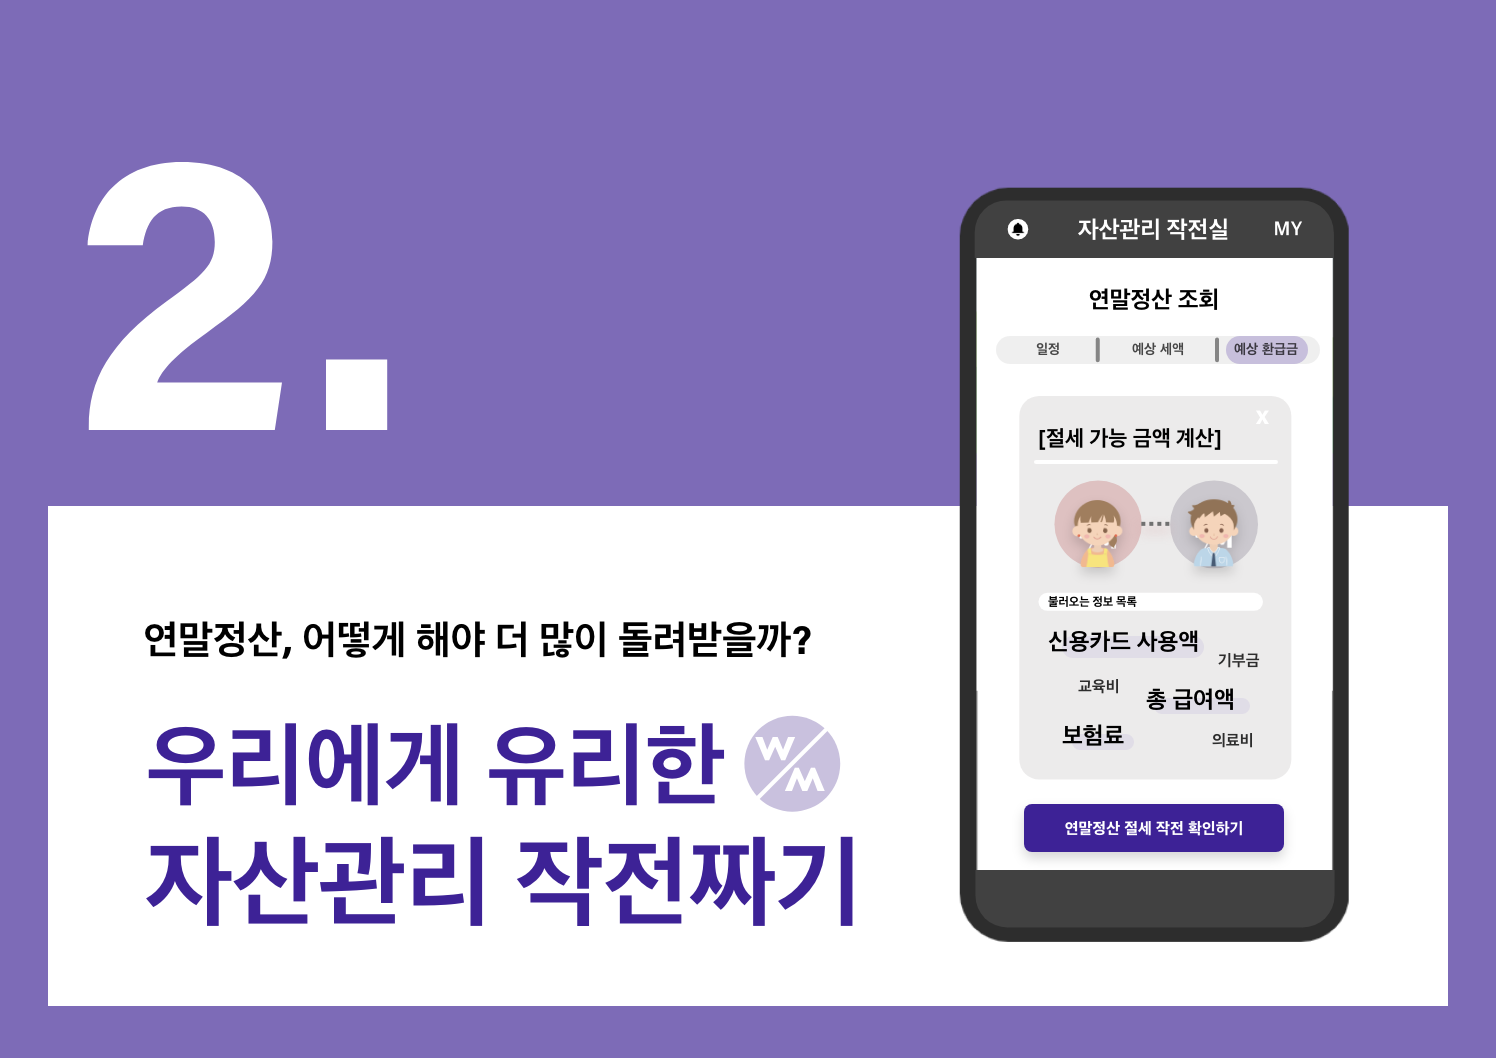 2.
연말정산, 어떻게 해야 더 많이 돌려받을까?
우리에게 유리한 W/M
자산관리 작전짜기
자산관리 작전실 MY
연말정산 조회
일정 예상 세액 예상 환급금
X
[절세 가능 금액 계산]
불러오는 정보 목록
신용카드 사용액
기부금
교육비
총 급여액
보험료
의료비
연말정산 절세 작전 확인하기